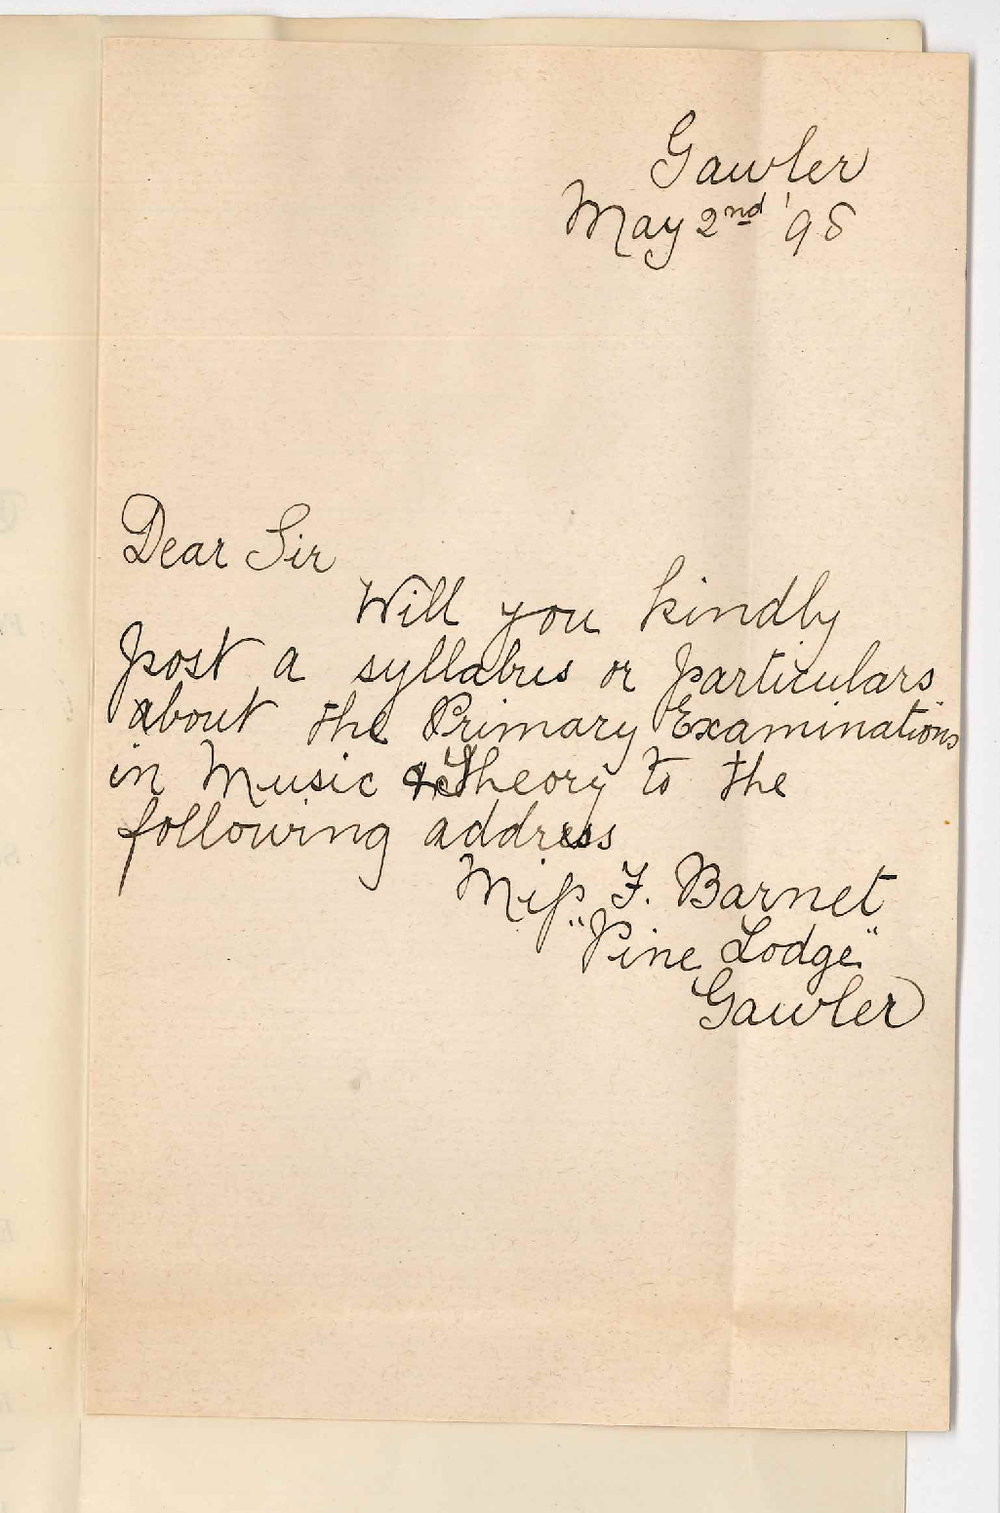 Gawler
May 2nd '98
Dear Sir
Will you kindly
post a syllabus or particulars
about the Primary Examinations
in Music & Theory to the
following address
Miss F. Barnet
"Pine Lodge"
Gawler